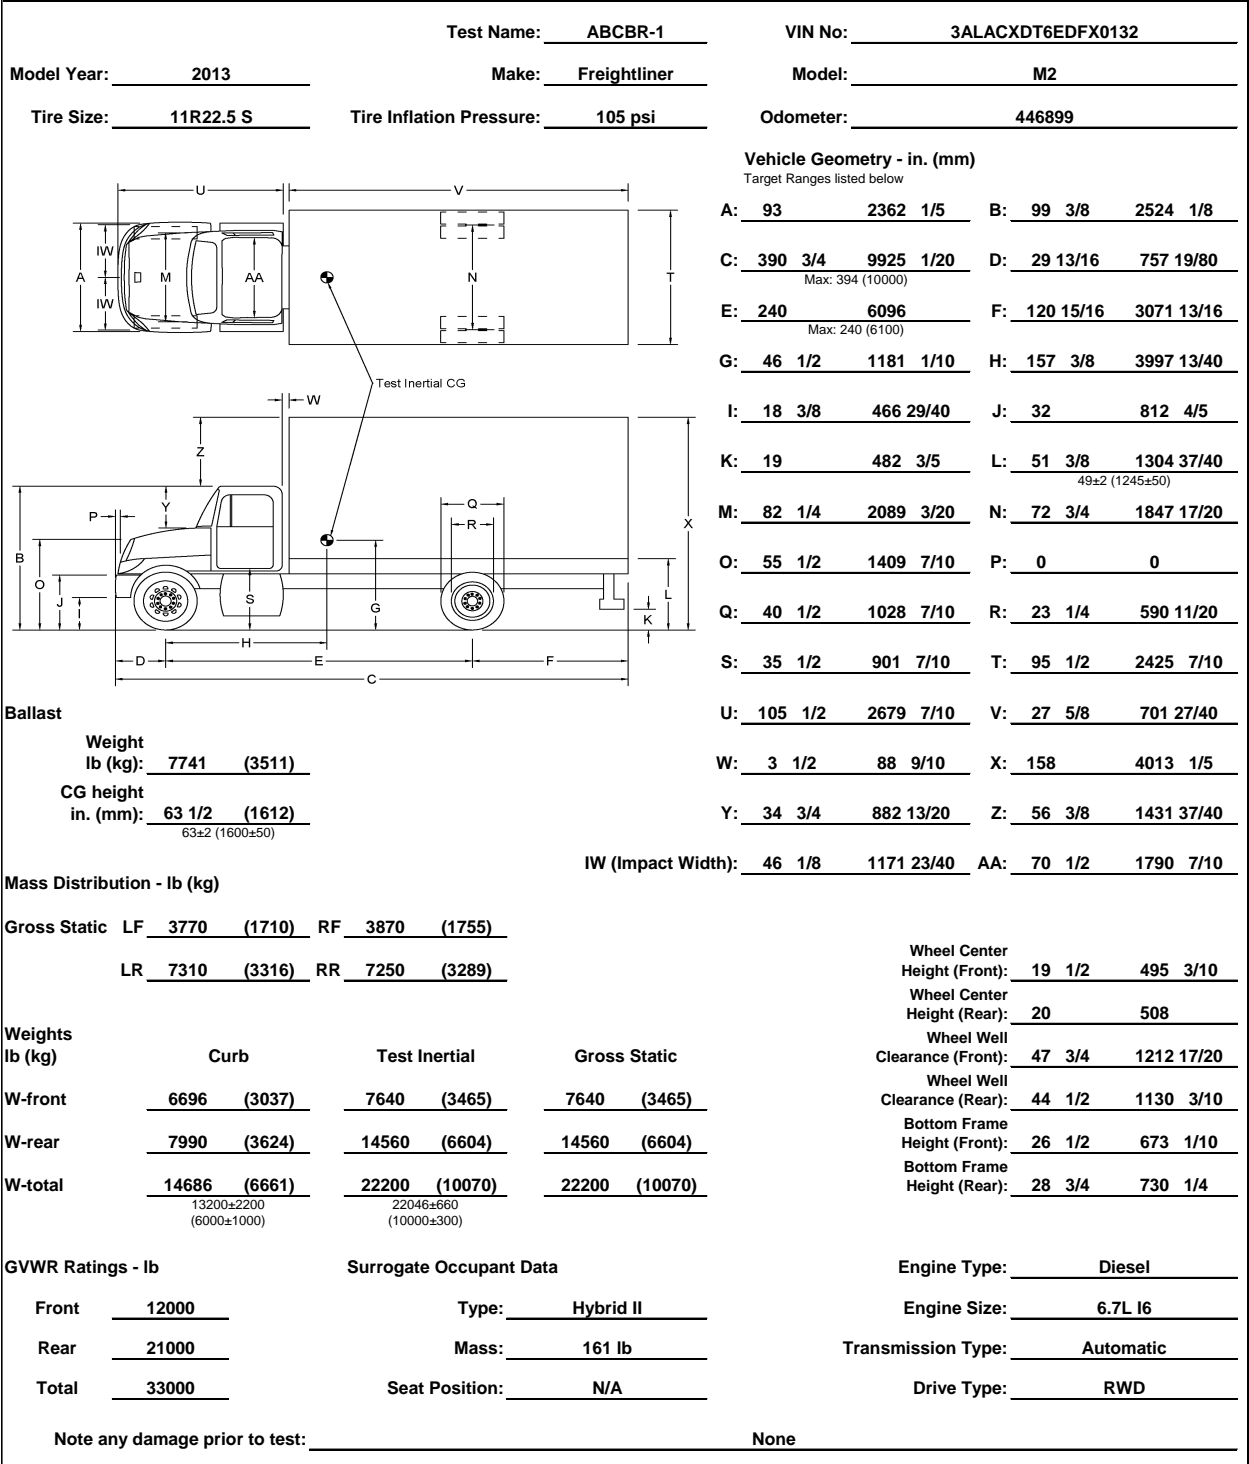 Test Name: ABCBR-1 VIN No: 3ALACXDT6EDFX0132
Model Year: 2013 Make: Freightliner Model: M2
Tire Size: 11R22.5 S Tire Inflation Pressure: 105 psi Odometer: 446899
Vehicle Geometry - in. (mm)
Target Ranges listed below
A: 93 2362 1/5 B: 99 3/8 2524 1/8
C: 390 3/4 9925 1/20 D: 29 13/16 757 19/80
Max: 394 (10000)
E: 240 6096 F: 120 15/16 3071 13/16
Max: 240 (6100)
G: 46 1/2 1181 1/10 H: 157 3/8 3997 13/40
I: 18 3/8 466 29/40 J: 32 812 4/5
K: 19 482 3/5 L: 51 3/8 1304 37/40
49±2 (1245±50)
M: 82 1/4 2089 3/20 N: 72 3/4 1847 17/20
O: 55 1/2 1409 7/10 P: 0 0
Q: 40 1/2 1028 7/10 R: 23 1/4 590 11/20
S: 35 1/2 901 7/10 T: 95 1/2 2425 7/10
U: 105 1/2 2679 7/10 V: 27 5/8 701 27/40
W: 3 1/2 88 9/10 X: 158 4013 1/5
Y: 34 3/4 882 13/20 Z: 56 3/8 1431 37/40
IW (Impact Width): 46 1/8 1171 23/40 AA: 70 1/2 1790 7/10
U V
A IW M AA N T
IW
Test Inertial CG
W
Z
Y Q
P R X
B O J I S G L K
H
D E F
C
Ballast
Weight
lb (kg): 7741 (3511)
CG height
in. (mm): 63 1/2 (1612)
63±2 (1600±50)
Mass Distribution - lb (kg)
Gross Static LF 3770 (1710) RF 3870 (1755)
LR 7310 (3316) RR 7250 (3289)
Weights
lb (kg) Curb Test Inertial Gross Static
W-front 6696 (3037) 7640 (3465) 7640 (3465)
W-rear 7990 (3624) 14560 (6604) 14560 (6604)
W-total 14686 (6661) 22200 (10070) 22200 (10070)
13200±2200 22046±660
(6000±1000) (10000±300)
Wheel Center
Height (Front): 19 1/2 495 3/10
Wheel Center
Height (Rear): 20 508
Wheel Well
Clearance (Front): 47 3/4 1212 17/20
Wheel Well
Clearance (Rear): 44 1/2 1130 3/10
Bottom Frame
Height (Front): 26 1/2 673 1/10
Bottom Frame
Height (Rear): 28 3/4 730 1/4
GVWR Ratings - lb Surrogate Occupant Data Engine Type: Diesel
Front 12000 Type: Hybrid II Engine Size: 6.7L I6
Rear 21000 Mass: 161 lb Transmission Type: Automatic
Total 33000 Seat Position: N/A Drive Type: RWD
Note any damage prior to test: None